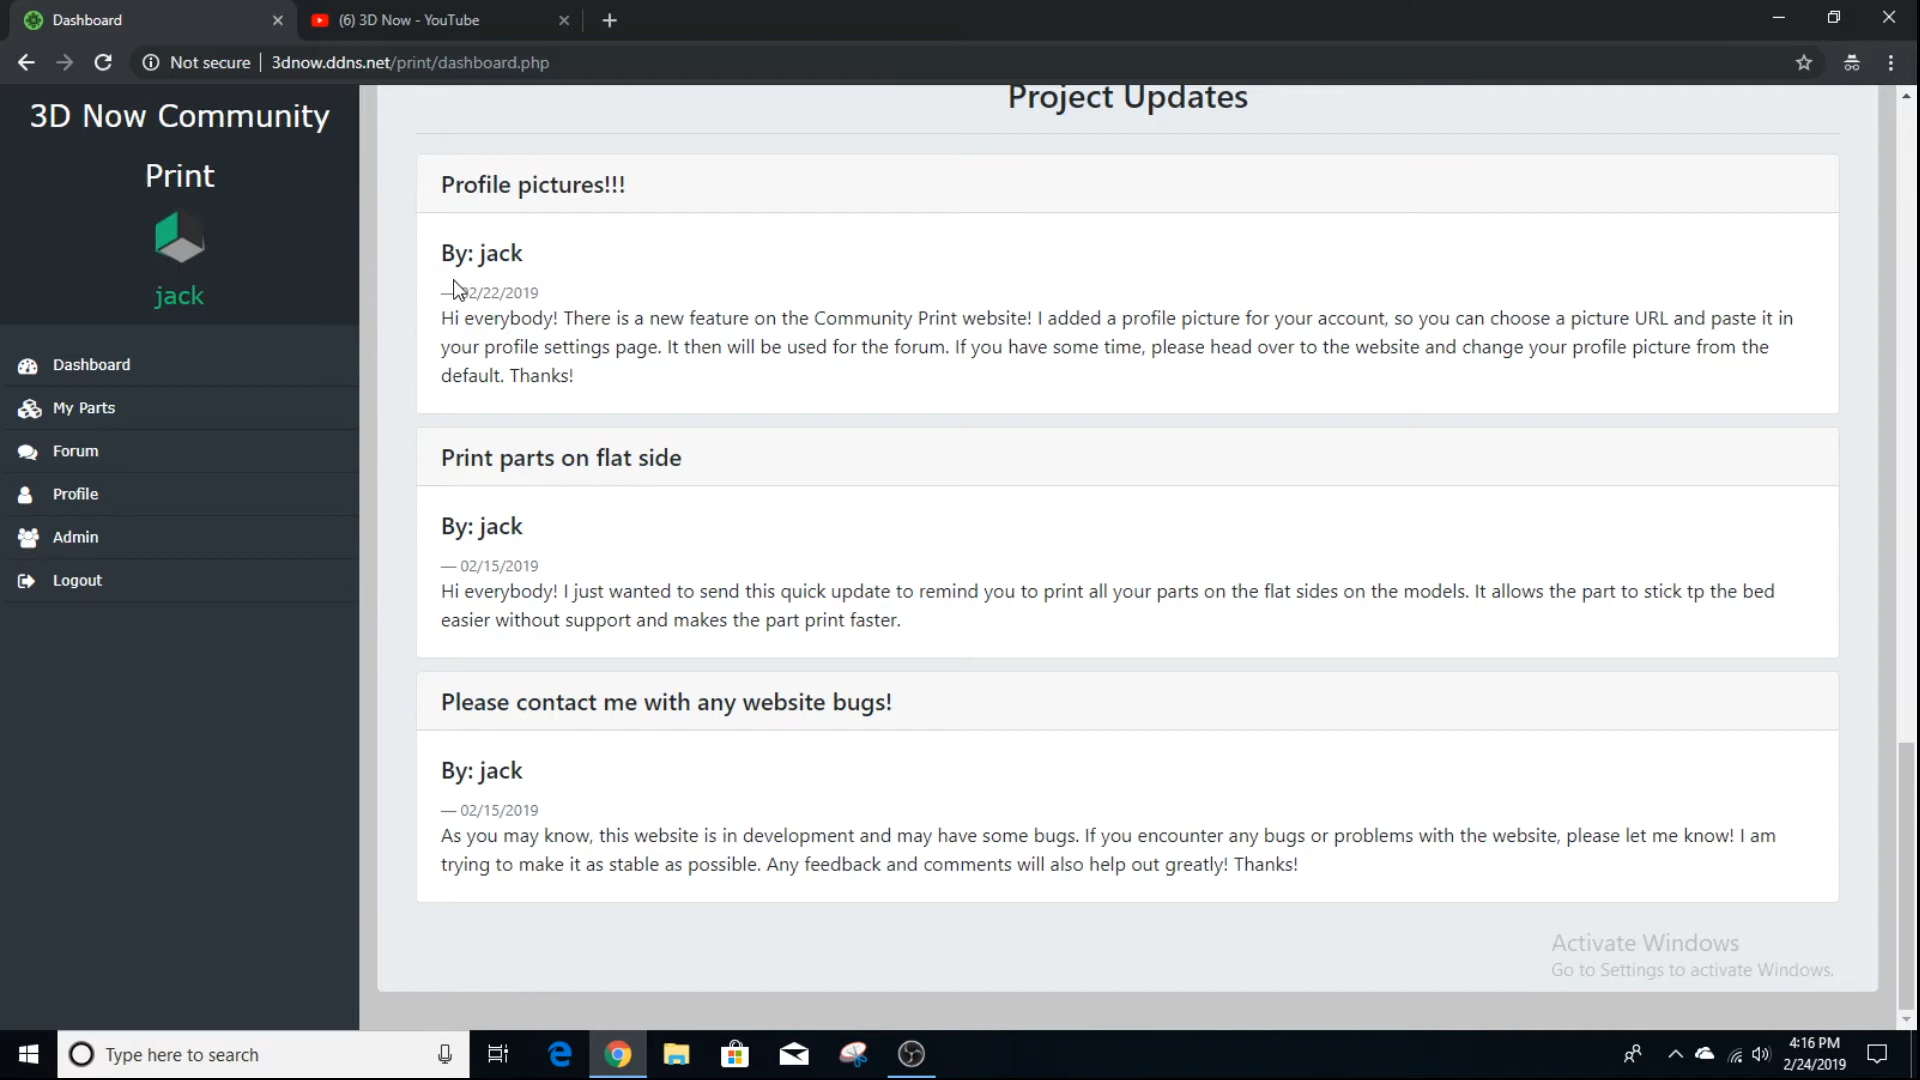 Dashboard
(6) 3D Now - YouTube
Not secure
3dnow.ddns.net/print/dashboard.php
3D Now Community
Print
jack
Dashboard
My Parts
Forum
Profile
Admin
Logout
Project Updates
Profile pictures!!!
By: jack
— 02/22/2019
Hi everybody! There is a new feature on the Community Print website! I added a profile picture for your account, so you can choose a picture URL and paste it in
your profile settings page. It then will be used for the forum. If you have some time, please head over to the website and change your profile picture from the
default. Thanks!
Print parts on flat side
By: jack
— 02/15/2019
Hi everybody! I just wanted to send this quick update to remind you to print all your parts on the flat sides on the models. It allows the part to stick tp the bed
easier without support and makes the part print faster.
Please contact me with any website bugs!
By: jack
— 02/15/2019
As you may know, this website is in development and may have some bugs. If you encounter any bugs or problems with the website, please let me know! I am
trying to make it as stable as possible. Any feedback and comments will also help out greatly! Thanks!
Activate Windows
Go to Settings to activate Windows.
Type here to search
4:16 PM
2/24/2019